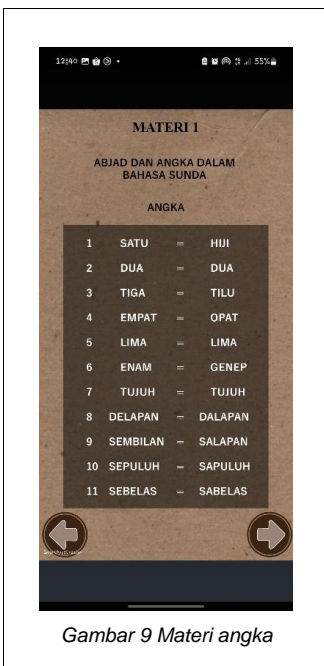 12:40 55%
MATERI 1
ABJAD DAN ANGKA DALAM
BAHASA SUNDA
ANGKA
1 SATU = HIJI
2 DUA = DUA
3 TIGA = TILU
4 EMPAT = OPAT
5 LIMA = LIMA
6 ENAM = GENEP
7 TUJUH = TUJUH
8 DELAPAN = DALAPAN
9 SEMBILAN = SALAPAN
10 SEPULUH = SAPULUH
11 SEBELAS = SABELAS
Gambar 9 Materi angka